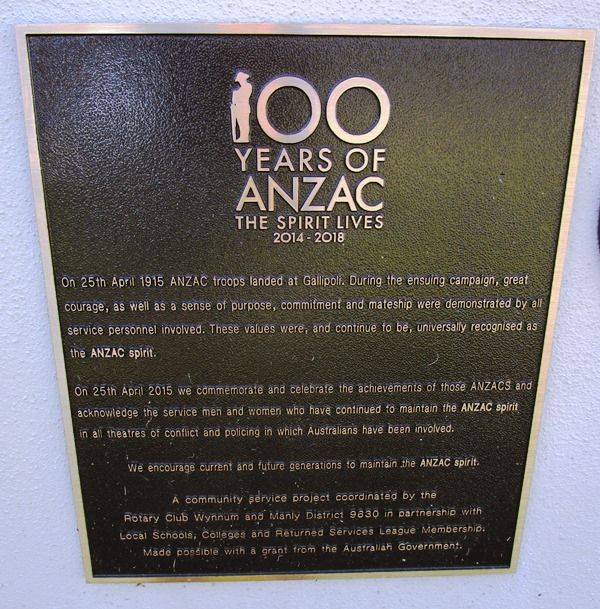 100
YEARS OF
ANZAC
THE SPIRIT LIVES
2014 - 2018
On 25th April 1915 ANZAC troops landed at Gallipoli. During the ensuing campaign, great
courage, as well as a sense of purpose, commitment and mateship were demonstrated by all
service personnel involved. These values were, and continue to be, universally recognised as
the ANZAC spirit.
On 25th April 2015 we commemorate and celebrate the achievements of those ANZACS and
acknowledge the service men and women who have continued to maintain the ANZAC spirit
in all theatres of conflict and policing in which Australians have been involved.
We encourage current and future generations to maintain the ANZAC spirit.
A community service project coordinated by the
Rotary Club Wynnum and Manly District 9630 in partnership with
Local Schools, Colleges and Returned Services League Membership.
Made possible with a grant from the Australian Government.